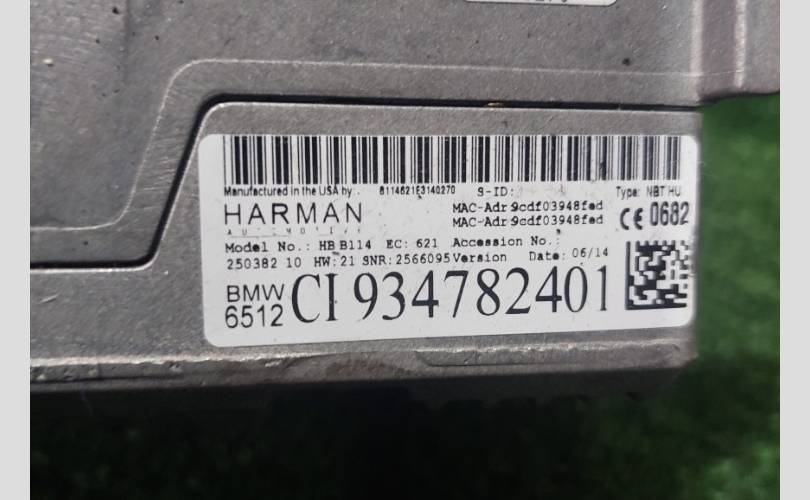 Manufactured in the USA by: 8114621E3140270 S-ID: Type: NBT HU
HARMAN MAC-Adr 9cdf03948fed
AUTOMOTIVE MAC-Adr 9cdf03948fed CE 0682
Model No.: HB B114 EC: 621 Accession No.:
250382 10 HW: 21 SNR: 2566095 Version Date: 06/14
BMW CI 934782401
6512